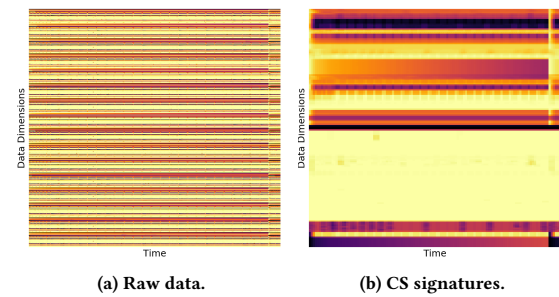 Data Dimensions
Time
(a) Raw data.
Data Dimensions
Time
(b) CS signatures.